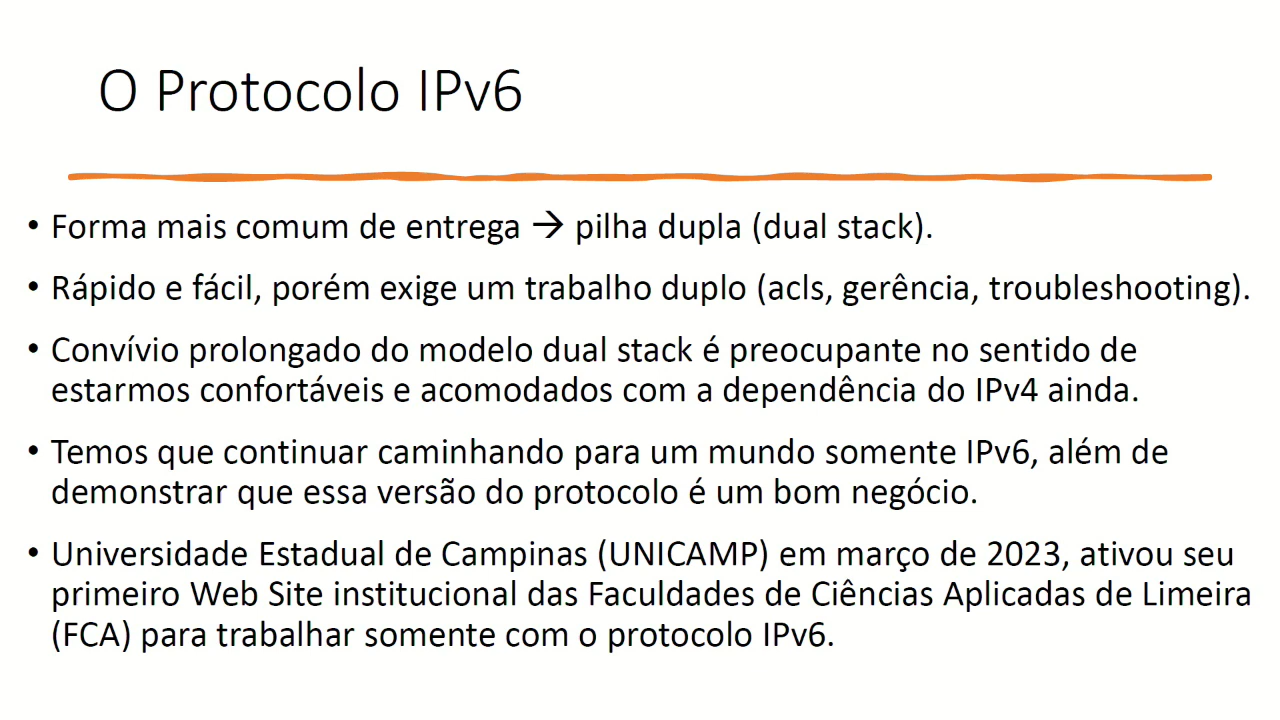 O Protocolo IPv6
• Forma mais comum de entrega → pilha dupla (dual stack).
• Rápido e fácil, porém exige um trabalho duplo (acls, gerência, troubleshooting).
• Convívio prolongado do modelo dual stack é preocupante no sentido de
estarmos confortáveis e acomodados com a dependência do IPv4 ainda.
• Temos que continuar caminhando para um mundo somente IPv6, além de
demonstrar que essa versão do protocolo é um bom negócio.
• Universidade Estadual de Campinas (UNICAMP) em março de 2023, ativou seu
primeiro Web Site institucional das Faculdades de Ciências Aplicadas de Limeira
(FCA) para trabalhar somente com o protocolo IPv6.